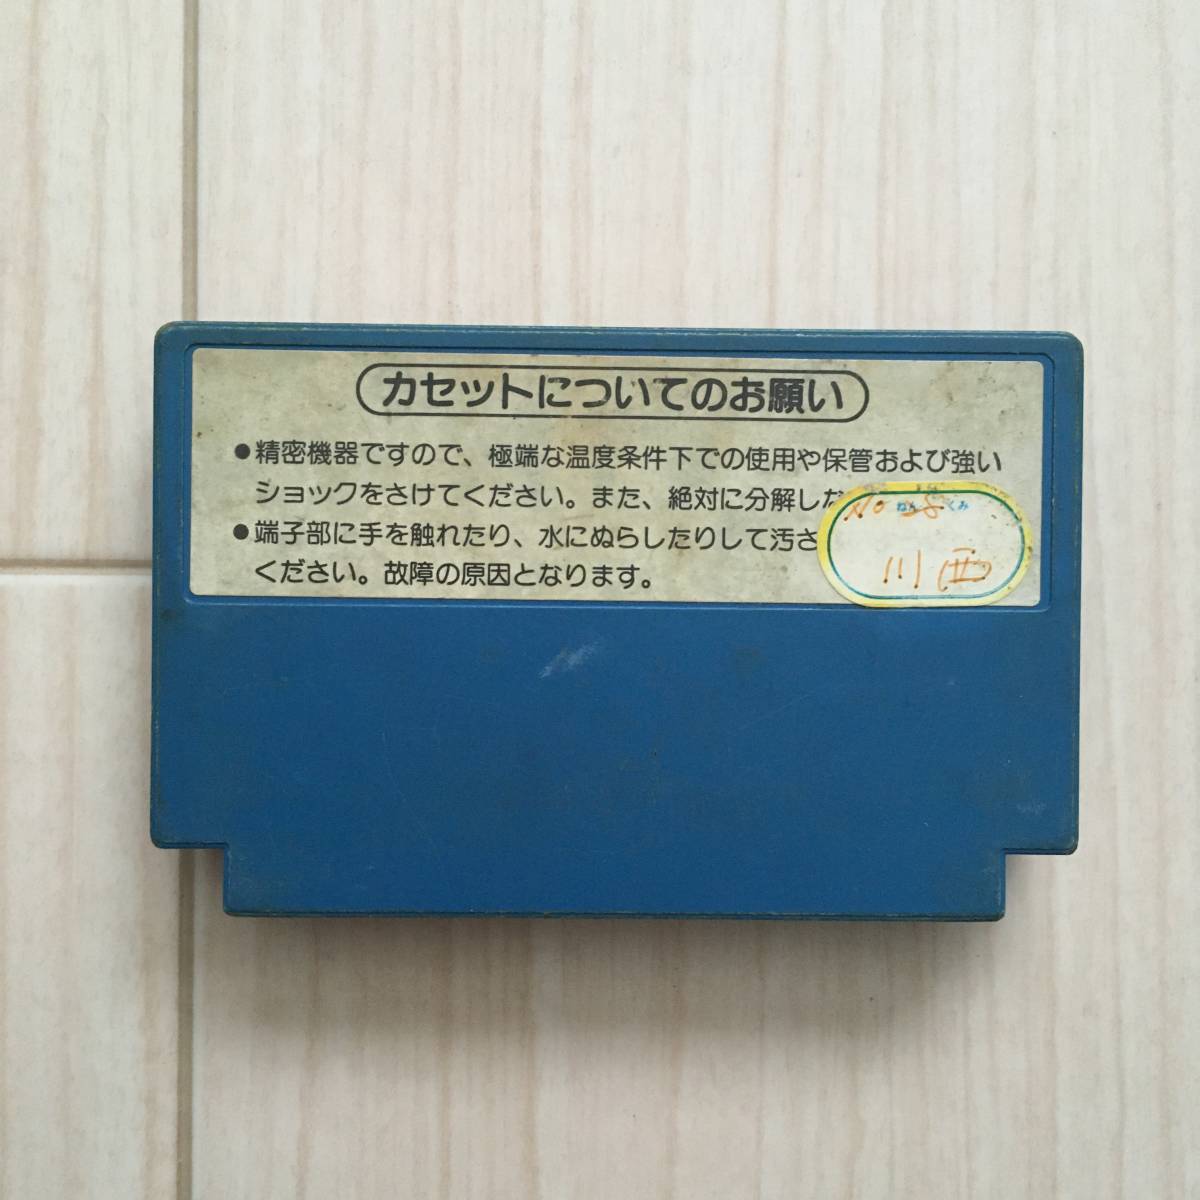 カセットについてのお願い
●精密機器ですので、極端な温度条件下での使用や保管および強い
ショックをさけてください。また、絶対に分解しな
●端子部に手を触れたり、水にぬらしたりして汚さ
ください。故障の原因となります。
ねん くみ
No 38
川西